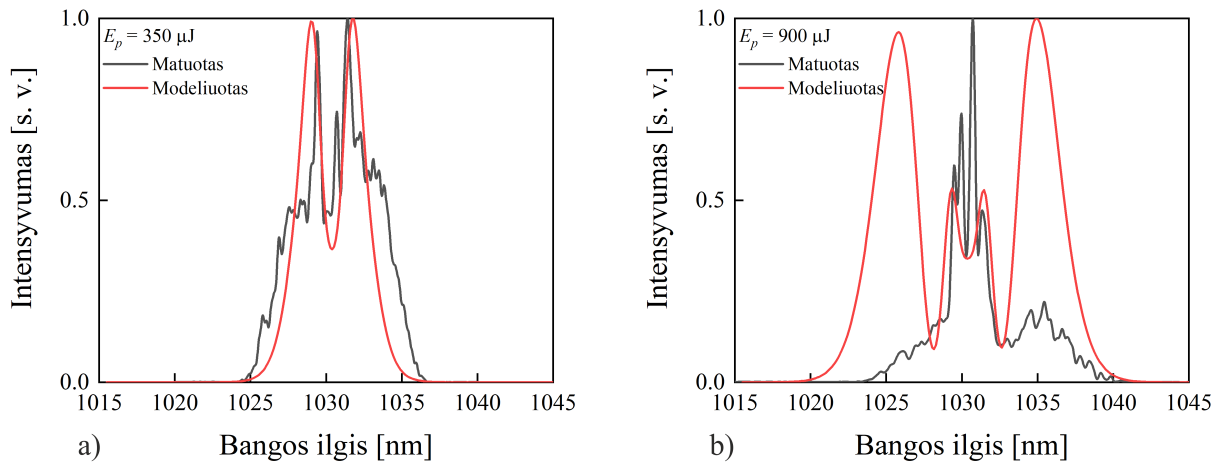 1.0
0.5
0.0
E_p = 350 μJ
Matuotas
Modeliuotas
Intensyvumas [s. v.]
1015 1020 1025 1030 1035 1040 1045
Bangos ilgis [nm]
a)
1.0
0.5
0.0
E_p = 900 μJ
Matuotas
Modeliuotas
Intensyvumas [s. v.]
1015 1020 1025 1030 1035 1040 1045
Bangos ilgis [nm]
b)